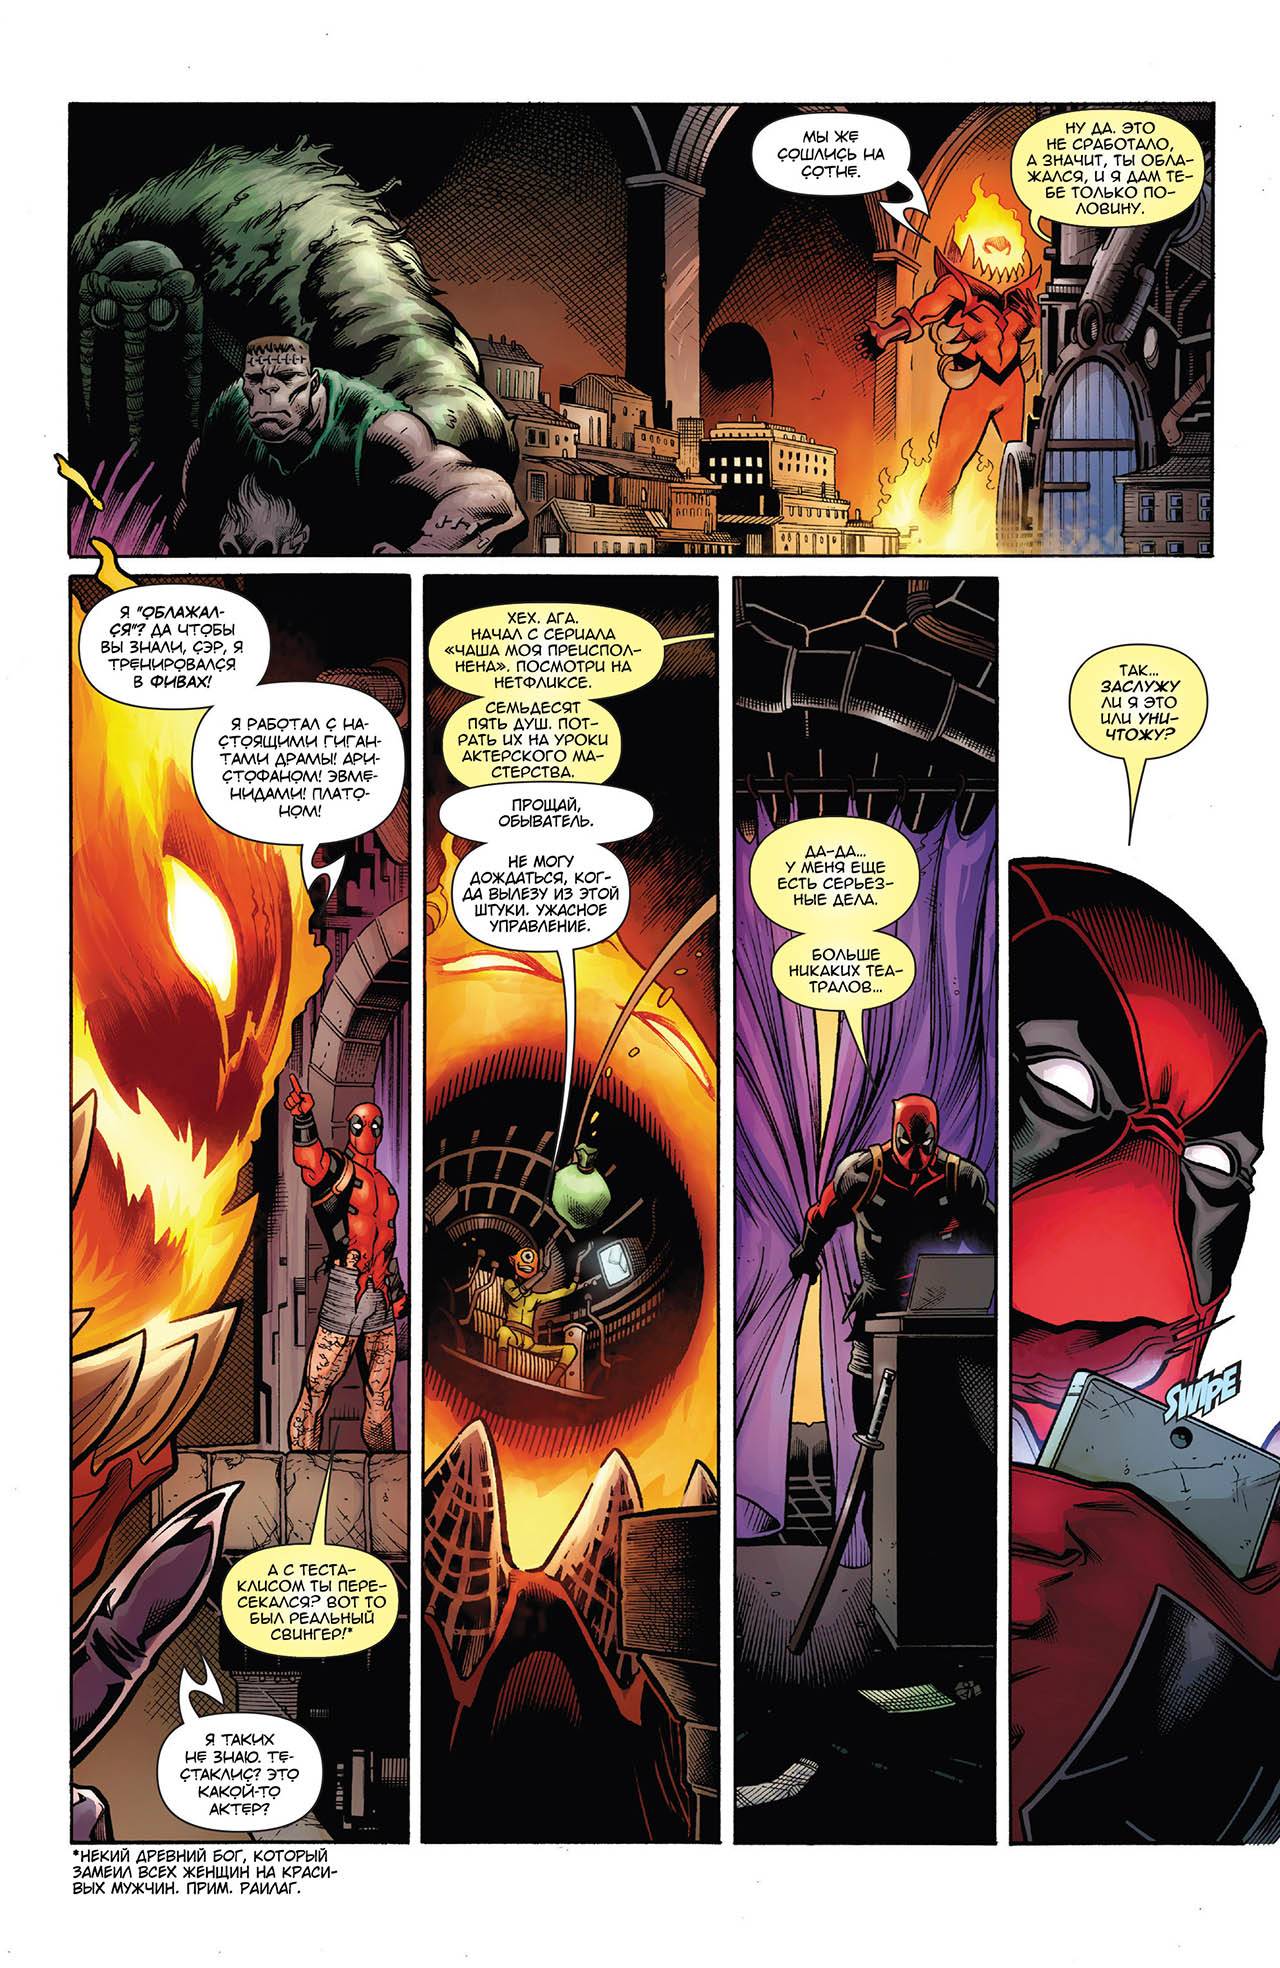 МЫ ЖЕ
СОШЛИСЬ НА
СОТНЕ.
НУ ДА. ЭТО
НЕ СРАБОТАЛО,
А ЗНАЧИТ, ТЫ ОБЛА-
ЖАЛСЯ, И Я ДАМ ТЕ-
БЕ ТОЛЬКО ПО-
ЛОВИНУ.
Я "ОБЛАЖАЛ-
СЯ"? ДА ЧТОБЫ
ВЫ ЗНАЛИ, СЭР, Я
ТРЕНИРОВАЛСЯ
В ФИВАХ!
Я РАБОТАЛ С НА-
СТОЯЩИМИ ГИГАН-
ТАМИ ДРАМЫ! АРИ-
СТОФАНОМ! ЭВМЕ-
НИДАМИ! ПЛАТО-
НОМ!
А С ТЕСТА-
КЛИСОМ ТЫ ПЕРЕ-
СЕКАЛСЯ? ВОТ ТО
БЫЛ РЕАЛЬНЫЙ
СВИНГЕР!*
Я ТАКИХ
НЕ ЗНАЮ. ТЕ-
СТАКЛИС? ЭТО
КАКОЙ-ТО
АКТЕР?
ХЕХ. АГА.
НАЧАЛ С СЕРИАЛА
«ЧАША МОЯ ПРЕИСПОЛ-
НЕНА». ПОСМОТРИ НА
НЕТФЛИКСЕ.
СЕМЬДЕСЯТ
ПЯТЬ ДУШ. ПОТ-
РАТЬ ИХ НА УРОКИ
АКТЕРСКОГО МА-
СТЕРСТВА.
ПРОЩАЙ,
ОБЫВАТЕЛЬ.
НЕ МОГУ
ДОЖДАТЬСЯ, КОГ-
ДА ВЫЛЕЗУ ИЗ ЭТОЙ
ШТУКИ. УЖАСНОЕ
УПРАВЛЕНИЕ.
ДА-ДА...
У МЕНЯ ЕЩЕ
ЕСТЬ СЕРЬЕЗ-
НЫЕ ДЕЛА.
БОЛЬШЕ
НИКАКИХ ТЕА-
ТРАЛОВ...
ТАК...
ЗАСЛУЖУ
ЛИ Я ЭТО
ИЛИ УНИ-
ЧТОЖУ?
SWIPE
*НЕКИЙ ДРЕВНИЙ БОГ, КОТОРЫЙ
ЗАМЕИЛ ВСЕХ ЖЕНЩИН НА КРАСИ-
ВЫХ МУЖЧИН. ПРИМ. РАИЛАГ.